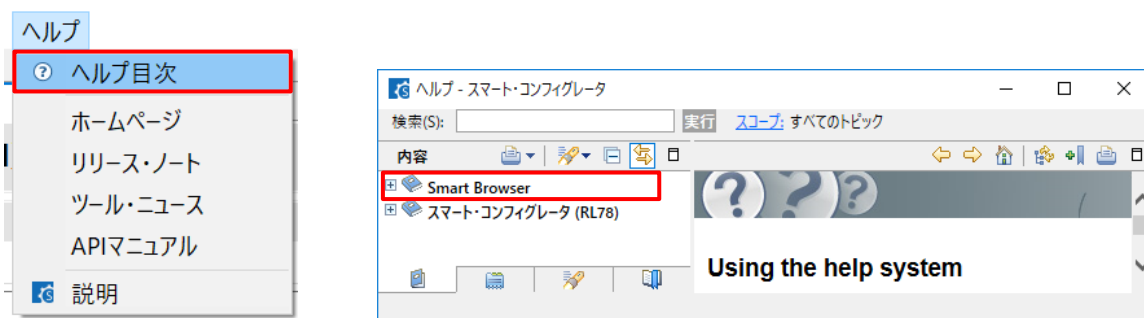 ヘルプ
ヘルプ目次
ホームページ
リリース・ノート
ツール・ニュース
APIマニュアル
説明
ヘルプ - スマート・コンフィグレータ
検索(S): 実行 スコープ: すべてのトピック
内容
Smart Browser
スマート・コンフィグレータ (RL78)
Using the help system